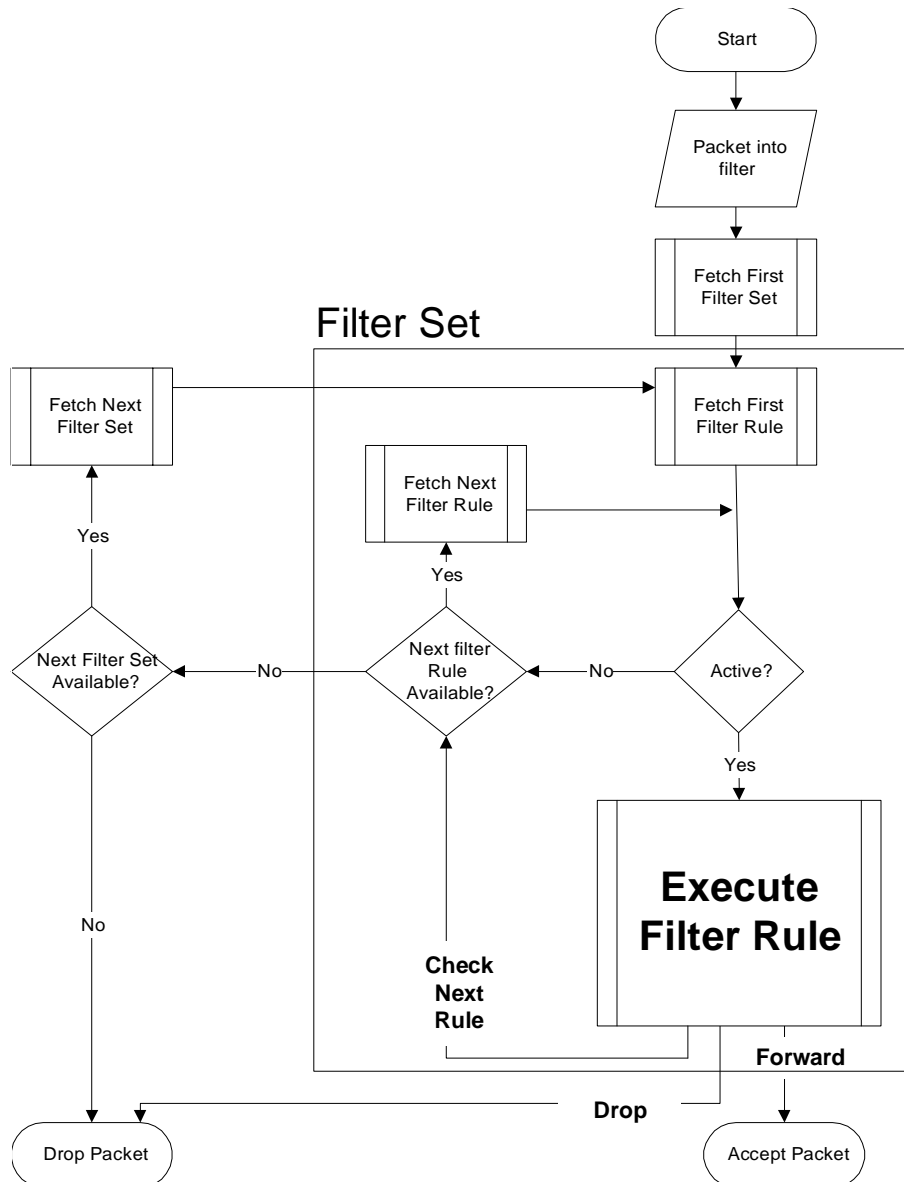 Start
Packet into
filter
Fetch First
Filter Set
Filter Set
Fetch Next
Filter Set
Fetch First
Filter Rule
Fetch Next
Filter Rule
Yes
Yes
Next Filter Set
Available?
No
Next filter
Rule
Available?
No
Active?
Yes
Execute
Filter Rule
No
Check
Next
Rule
Forward
Drop
Drop Packet
Accept Packet